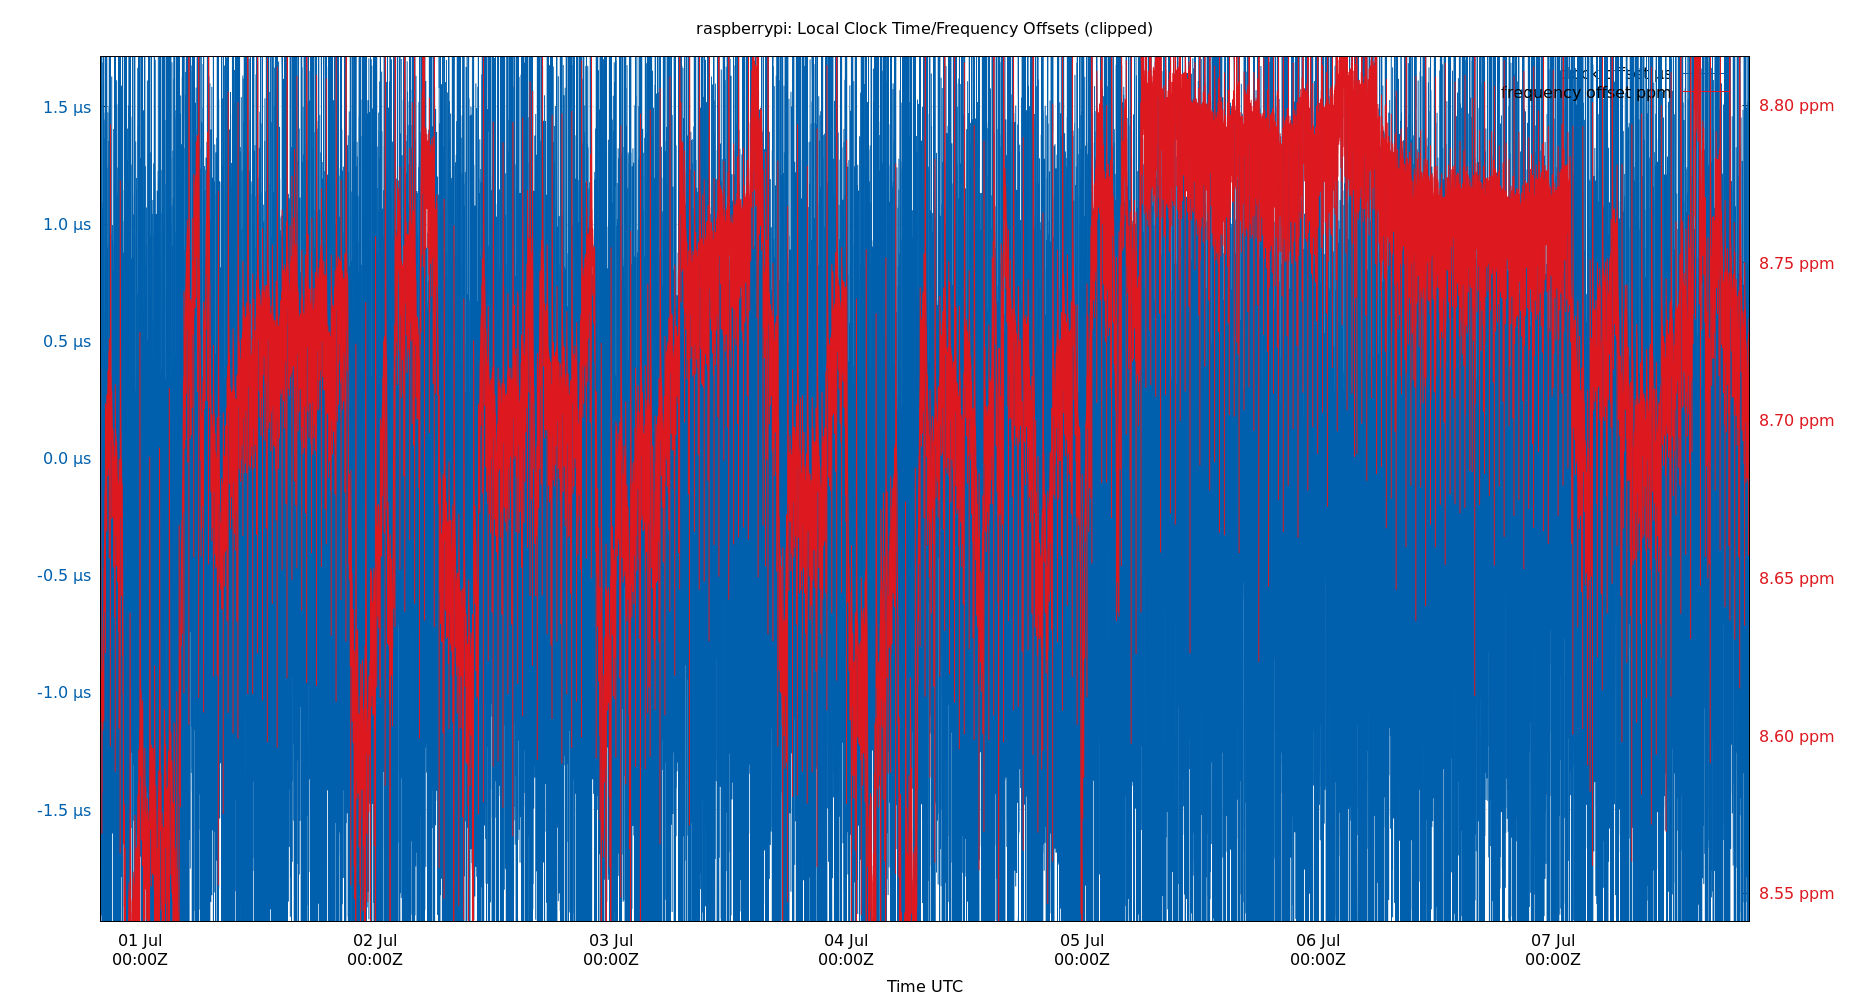 raspberrypi: Local Clock Time/Frequency Offsets (clipped)
clock offset μs
frequency offset ppm
1.5 μs
1.0 μs
0.5 μs
0.0 μs
-0.5 μs
-1.0 μs
-1.5 μs
8.80 ppm
8.75 ppm
8.70 ppm
8.65 ppm
8.60 ppm
8.55 ppm
01 Jul
00:00Z
02 Jul
00:00Z
03 Jul
00:00Z
04 Jul
00:00Z
05 Jul
00:00Z
06 Jul
00:00Z
07 Jul
00:00Z
Time UTC